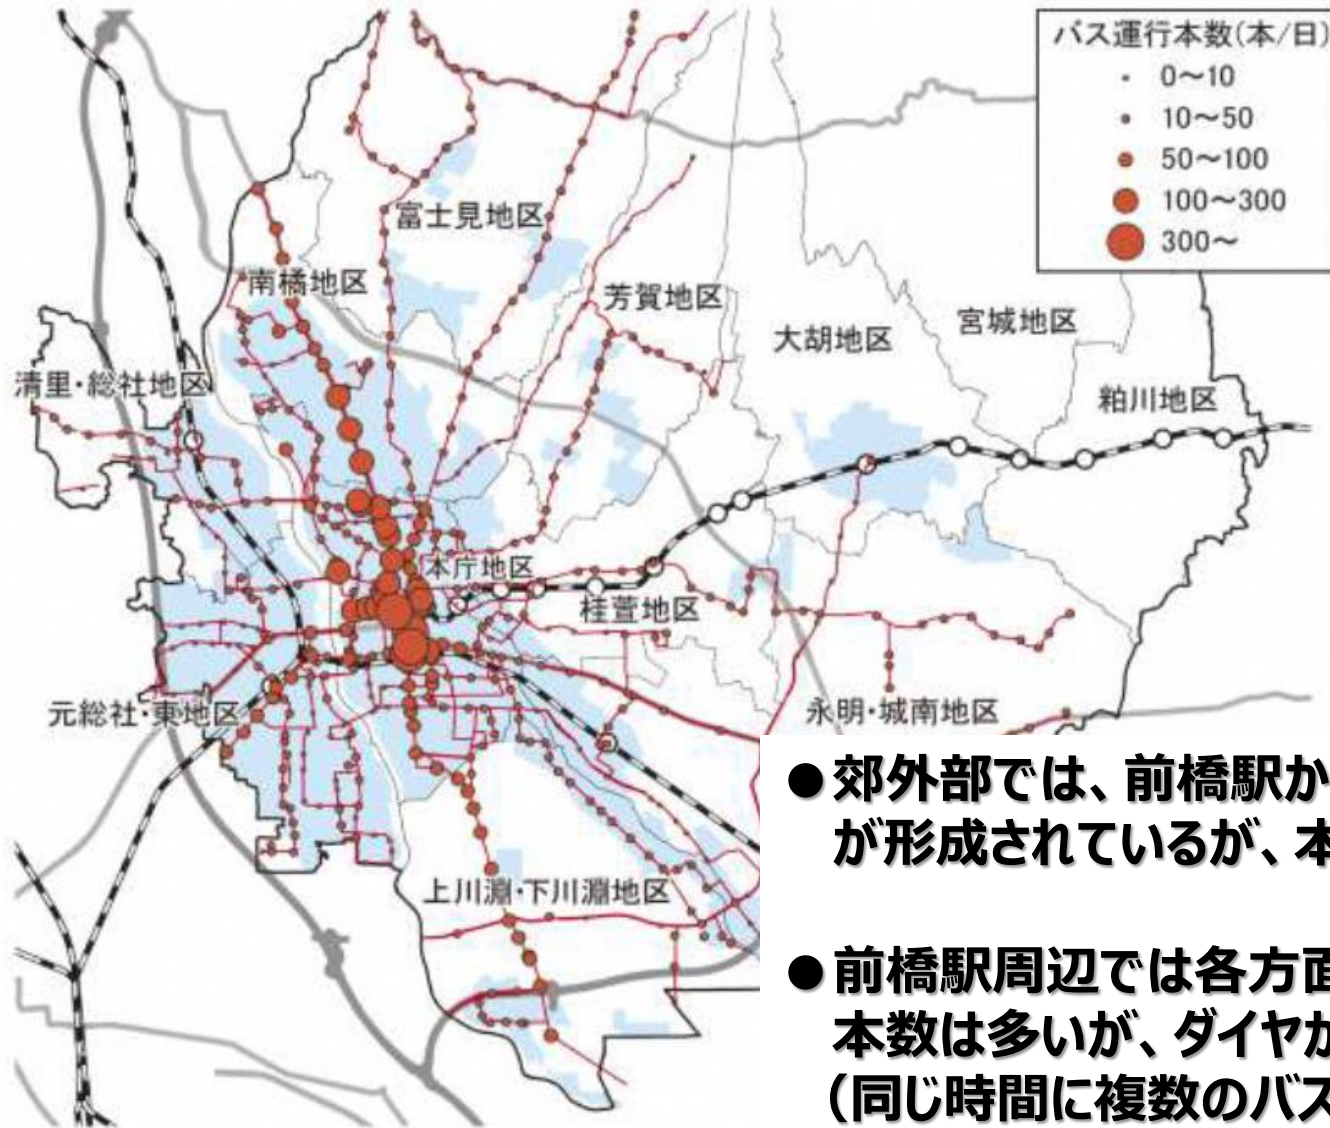 バス運行本数(本/日)
0～10
10～50
50～100
100～300
300～
富士見地区
南橘地区
芳賀地区
宮城地区
大胡地区
清里・総社地区
粕川地区
本庁地区
桂萱地区
元総社・東地区
永明・城南地区
上川淵・下川淵地区
●郊外部では、前橋駅か
が形成されているが、本
●前橋駅周辺では各方面
本数は多いが、ダイヤが
（同じ時間に複数のバス